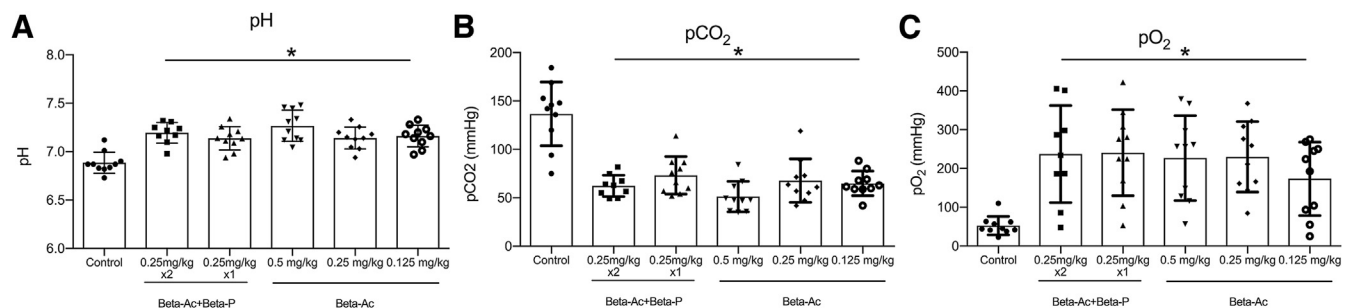 A
pH
*
pH
8.0
7.5
7.0
6.5
6.0
Control
0.25mg/kg x2
0.25mg/kg x1
0.5 mg/kg
0.25 mg/kg
0.125 mg/kg
Beta-Ac+Beta-P
Beta-Ac
B
pCO2
*
pCO2 (mmHg)
200
150
100
50
0
Control
0.25mg/kg x2
0.25mg/kg x1
0.5 mg/kg
0.25 mg/kg
0.125 mg/kg
Beta-Ac+Beta-P
Beta-Ac
C
pO2
*
pO2 (mmHg)
500
400
300
200
100
0
Control
0.25mg/kg x2
0.25mg/kg x1
0.5 mg/kg
0.25 mg/kg
0.125 mg/kg
Beta-Ac+Beta-P
Beta-Ac